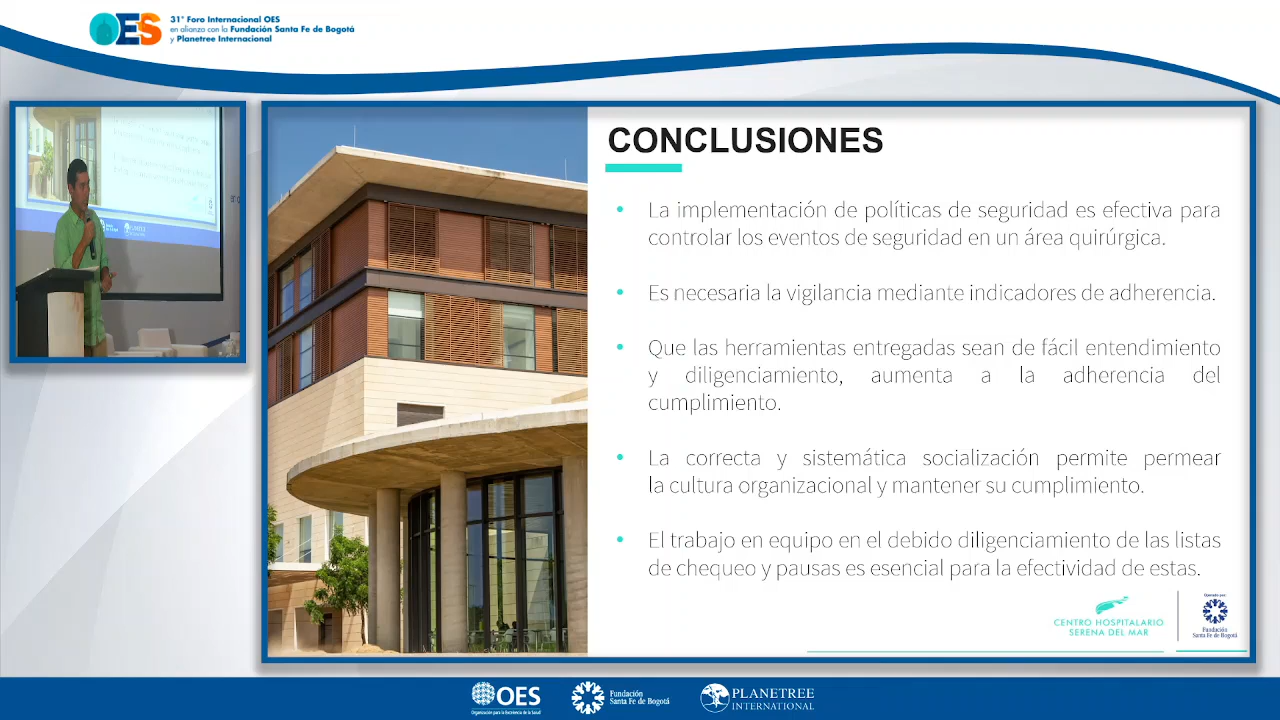 OES
31° Foro Internacional OES
en alianza con la Fundación Santa Fe de Bogotá
y Planetree Internacional
CONCLUSIONES
• La implementación de políticas de seguridad es efectiva para
controlar los eventos de seguridad en un área quirúrgica.
• Es necesaria la vigilancia mediante indicadores de adherencia.
• Que las herramientas entregadas sean de fácil entendimiento
y diligenciamiento, aumenta a la adherencia del
cumplimiento.
• La correcta y sistemática socialización permite permear
la cultura organizacional y mantener su cumplimiento.
• El trabajo en equipo en el debido diligenciamiento de las listas
de chequeo y pausas es esencial para la efectividad de estas.
CENTRO HOSPITALARIO
SERENA DEL MAR
Operado por:
Fundación
Santa Fe de Bogotá
OES
Organización para la Excelencia de la Salud
Fundación
Santa Fe de Bogotá
PLANETREE
INTERNATIONAL